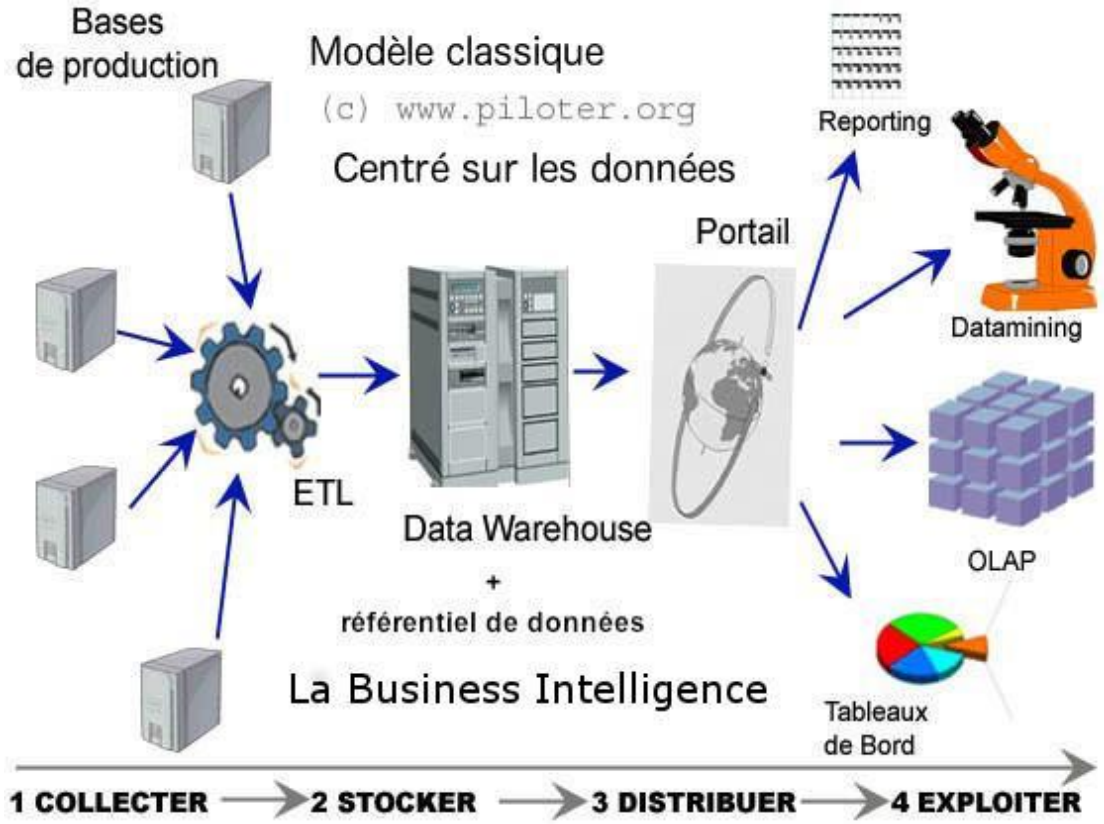 Bases
de production
Modèle classique
(c) www.piloter.org
Centré sur les données
Reporting
Portail
Datamining
ETL
Data Warehouse
+
référentiel de données
OLAP
La Business Intelligence
Tableaux
de Bord
1 COLLECTER
2 STOCKER
3 DISTRIBUER
4 EXPLOITER